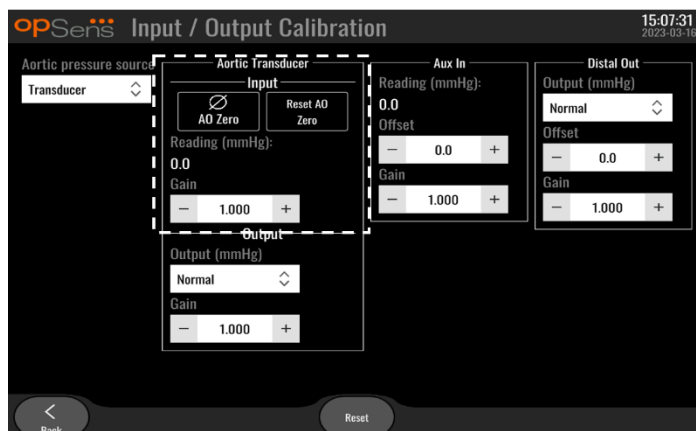 opSens Input / Output Calibration
15:07:31
2023-03-16
Aortic pressure source
Transducer
Aortic Transducer
Input
AO Zero
Reset AO
Zero
Reading (mmHg):
0.0
Gain
− 1.000 +
Output
Output (mmHg)
Normal
Gain
− 1.000 +
Aux In
Reading (mmHg):
0.0
Offset
− 0.0 +
Gain
− 1.000 +
Distal Out
Output (mmHg)
Normal
Offset
− 0.0 +
Gain
− 1.000 +
Back
Reset